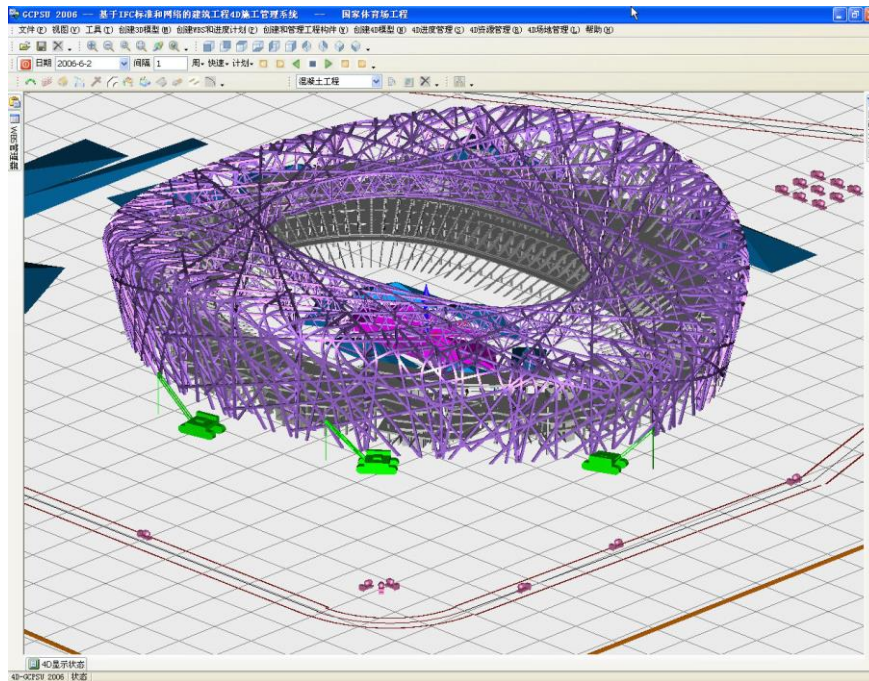 GCPSU 2006 -- 基于IFC标准和网络的建筑工程4D施工管理系统 -- 国家体育场工程
文件(F) 视图(V) 工具(T) 创建3D模型(M) 创建WBS和进度计划(P) 创建和管理工程构件(Y) 创建4D模型(M) 4D进度管理(S) 4D资源管理(R) 4D场地管理(L) 帮助(H)
日期 2006-6-2 间隔 1 周 快速 计划
混凝土工程
WBS
4D显示状态
4D-GCPSU 2006 状态